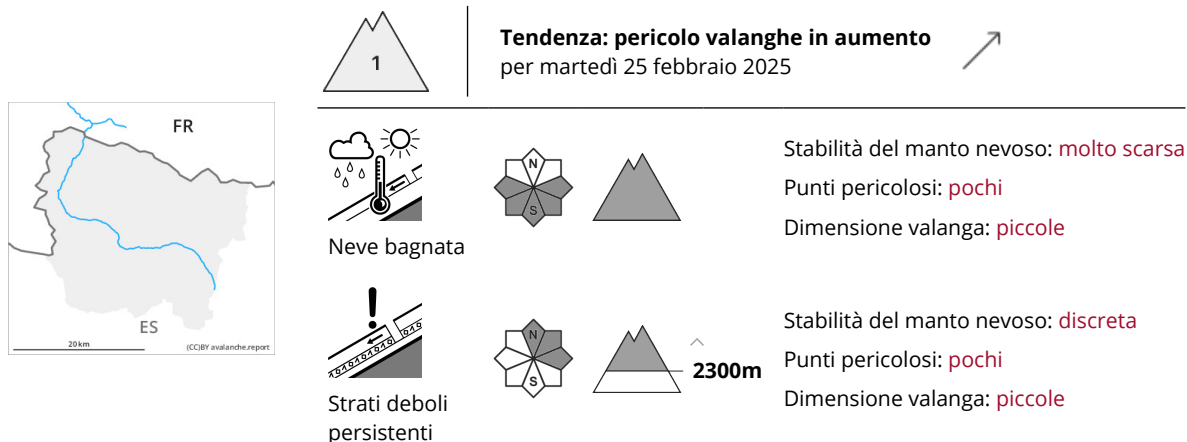 1
Tendenza: pericolo valanghe in aumento
per martedì 25 febbraio 2025
FR
ES
20 km
(CC)BY avalanche.report
N
S
Neve bagnata
Stabilità del manto nevoso: molto scarsa
Punti pericolosi: pochi
Dimensione valanga: piccole
N
S
2300m
Strati deboli
persistenti
Stabilità del manto nevoso: discreta
Punti pericolosi: pochi
Dimensione valanga: piccole